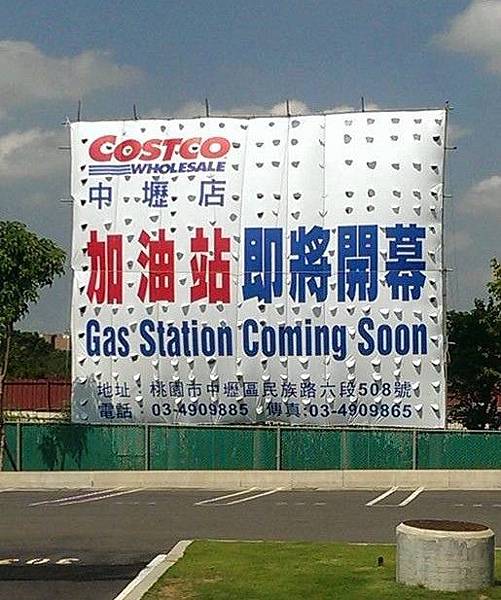 COSTCO
WHOLESALE
中壢店
加油站即將開幕
Gas Station Coming Soon
地址：桃園市中壢區民族路六段508號
電話：03-4909885 傳真:03-4909865